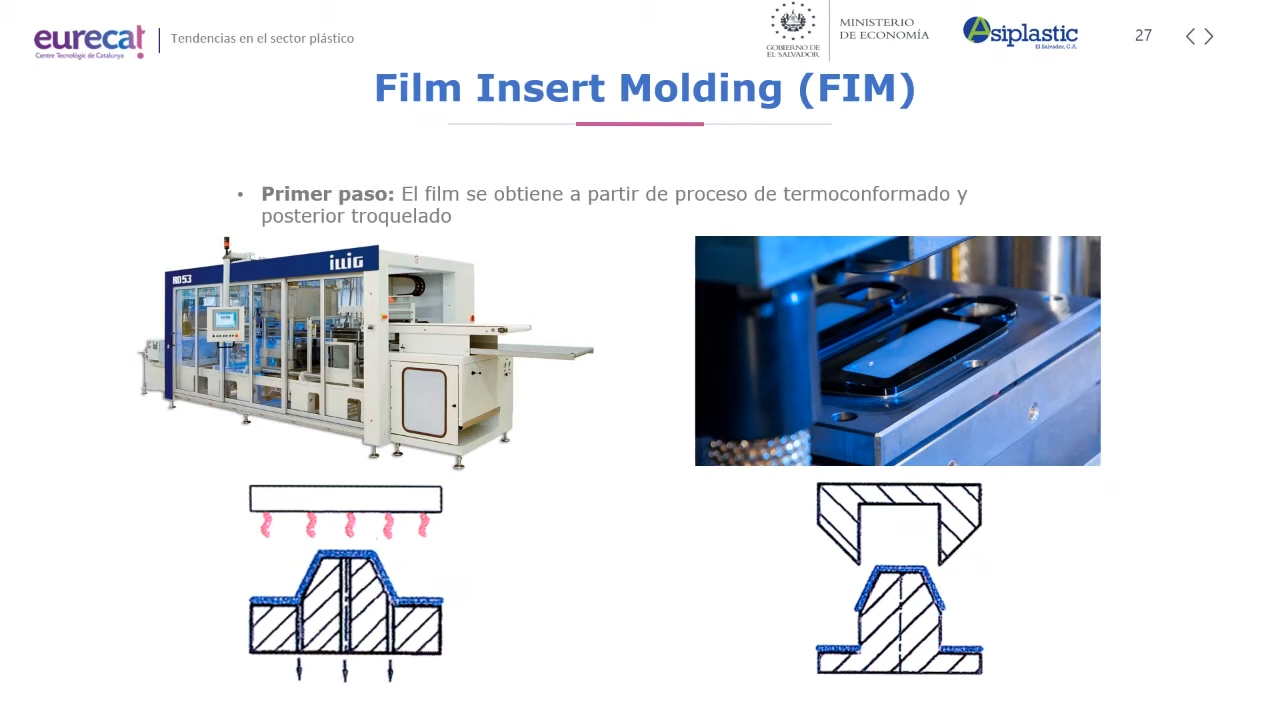 eurecat
Centre Tecnològic de Catalunya
Tendencias en el sector plástico
GOBIERNO DE
EL SALVADOR
MINISTERIO
DE ECONOMÍA
Asiplastic
El Salvador, C.A.
27
Film Insert Molding (FIM)
• Primer paso: El film se obtiene a partir de proceso de termoconformado y
posterior troquelado
ILLIG
RD53